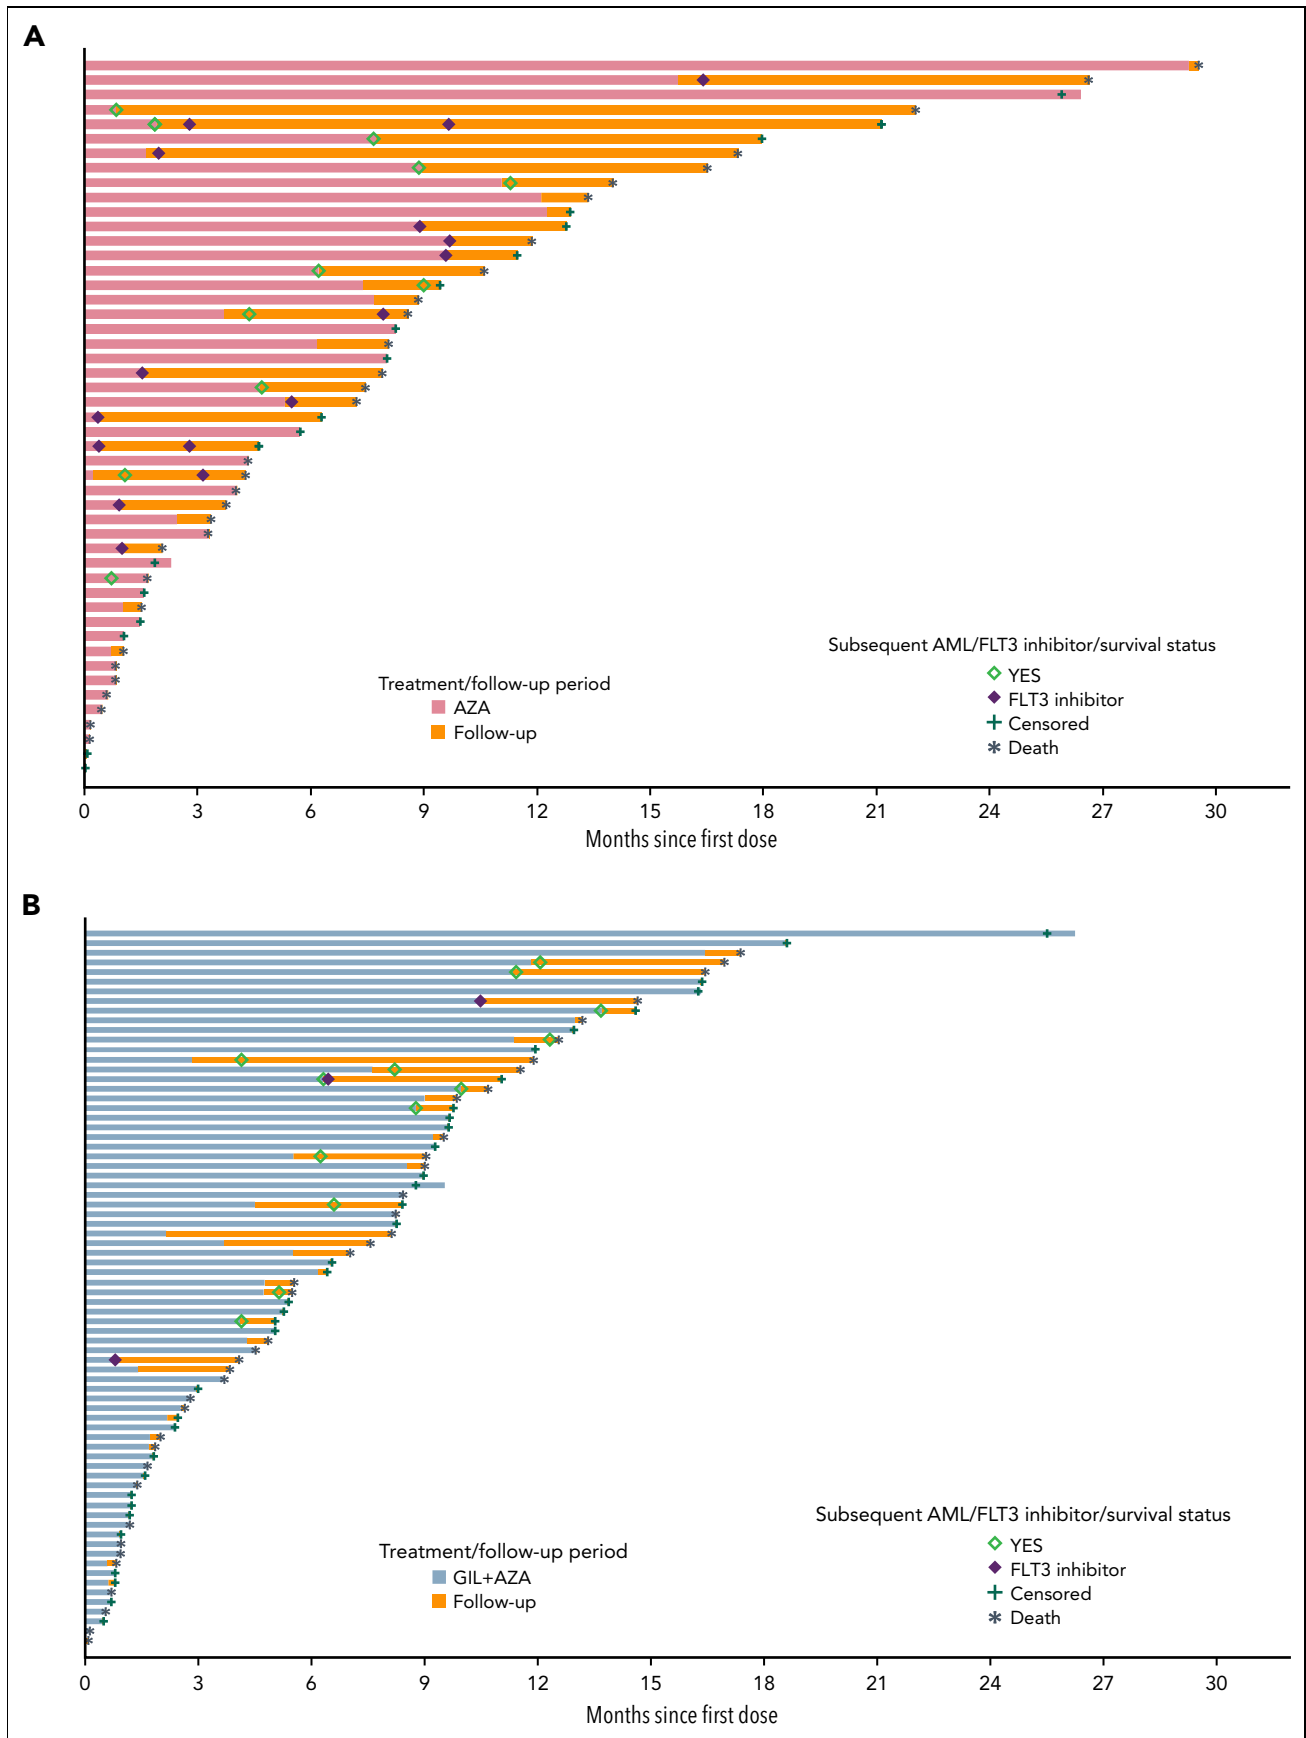 A
Subsequent AML/FLT3 inhibitor/survival status
YES
FLT3 inhibitor
Censored
Death
Treatment/follow-up period
AZA
Follow-up
0 3 6 9 12 15 18 21 24 27 30
Months since first dose
B
Subsequent AML/FLT3 inhibitor/survival status
YES
FLT3 inhibitor
Censored
Death
Treatment/follow-up period
GIL+AZA
Follow-up
0 3 6 9 12 15 18 21 24 27 30
Months since first dose